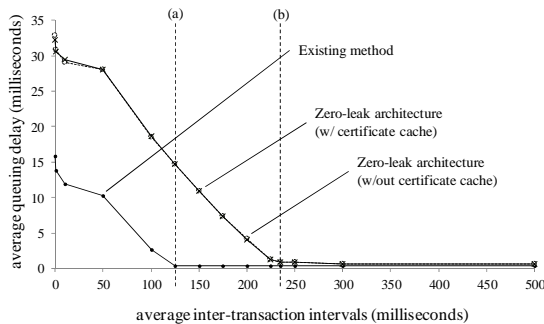 (a)
(b)
35
30
25
20
15
10
5
0
average queuing delay (milliseconds)
Existing method
Zero-leak architecture
(w/ certificate cache)
Zero-leak architecture
(w/out certificate cache)
0
50
100
150
200
250
300
350
400
450
500
average inter-transaction intervals (milliseconds)